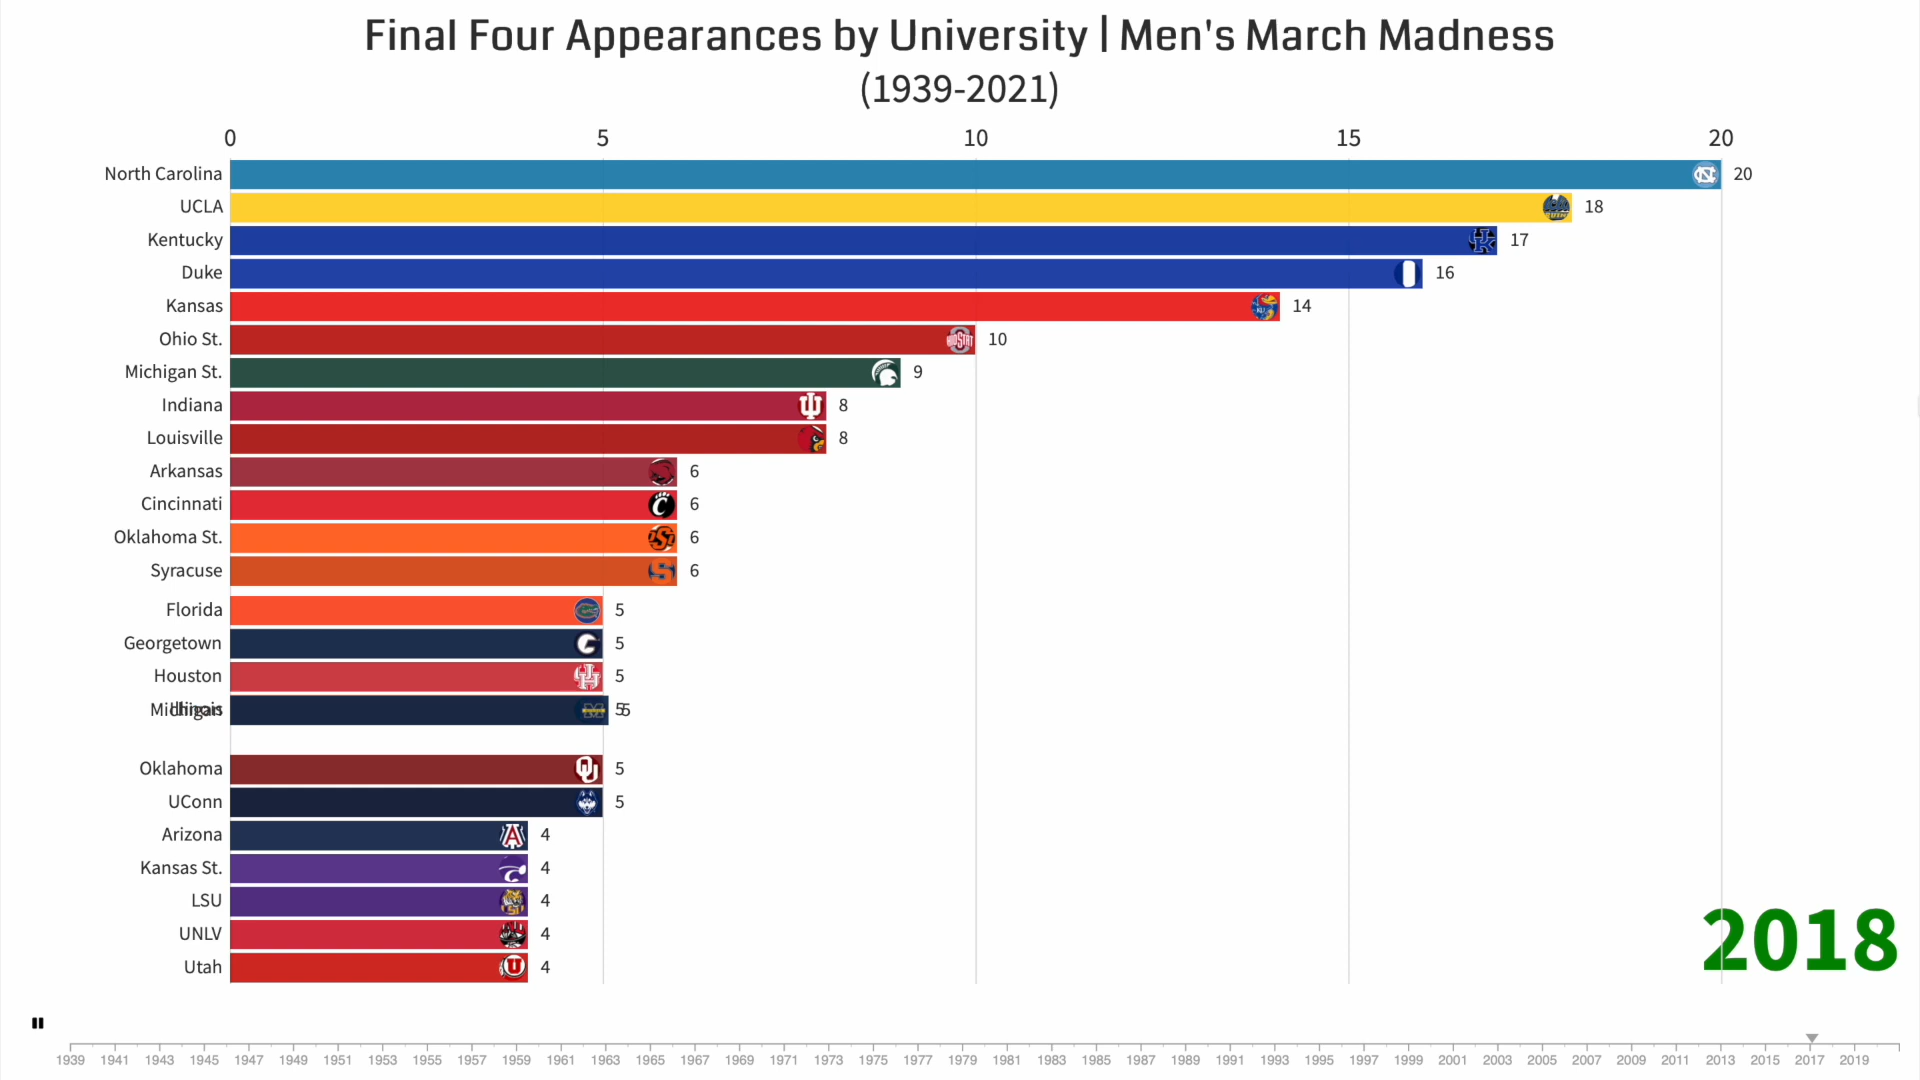 Final Four Appearances by University | Men's March Madness
(1939-2021)
0 5 10 15 20
North Carolina 20
UCLA 18
Kentucky 17
Duke 16
Kansas 14
Ohio St. 10
Michigan St. 9
Indiana 8
Louisville 8
Arkansas 6
Cincinnati 6
Oklahoma St. 6
Syracuse 6
Florida 5
Georgetown 5
Houston 5
Michigan 5
Illinois 5
Oklahoma 5
UConn 5
Arizona 4
Kansas St. 4
LSU 4
UNLV 4
Utah 4
2018
1939 1941 1943 1945 1947 1949 1951 1953 1955 1957 1959 1961 1963 1965 1967 1969 1971 1973 1975 1977 1979 1981 1983 1985 1987 1989 1991 1993 1995 1997 1999 2001 2003 2005 2007 2009 2011 2013 2015 2017 2019